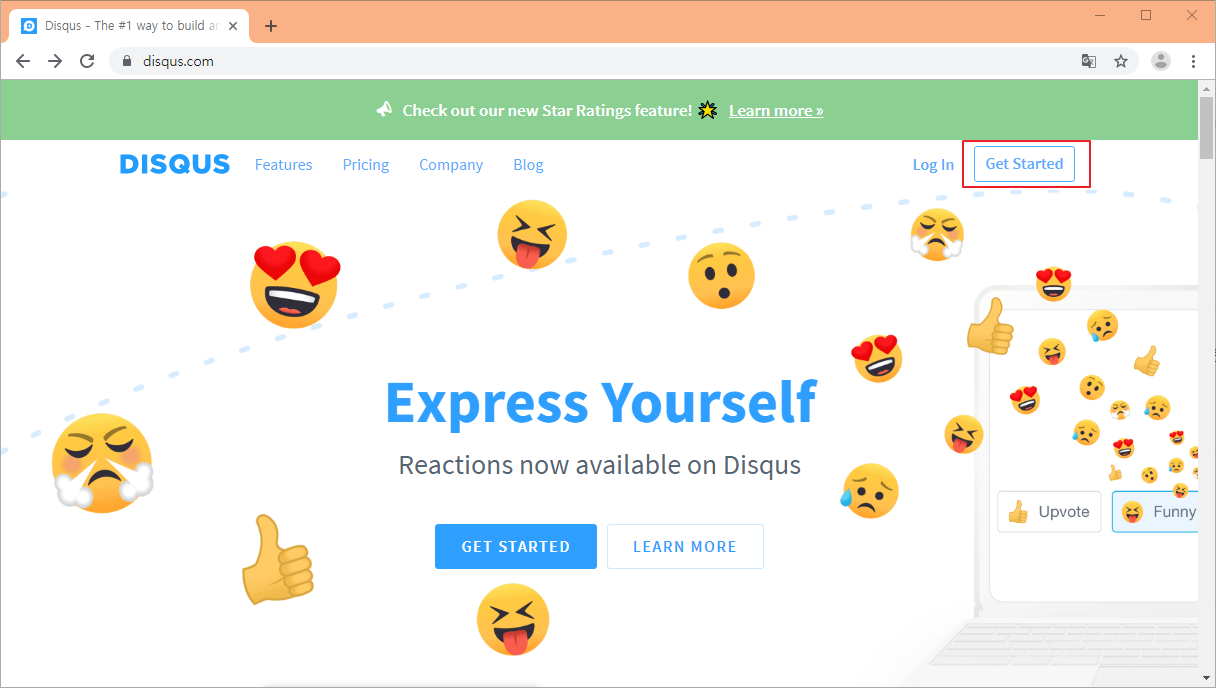 Disqus - The #1 way to build an
disqus.com
Check out our new Star Ratings feature! Learn more »
DISQUS Features Pricing Company Blog Log In Get Started
Express Yourself
Reactions now available on Disqus
Upvote Funny
GET STARTED LEARN MORE